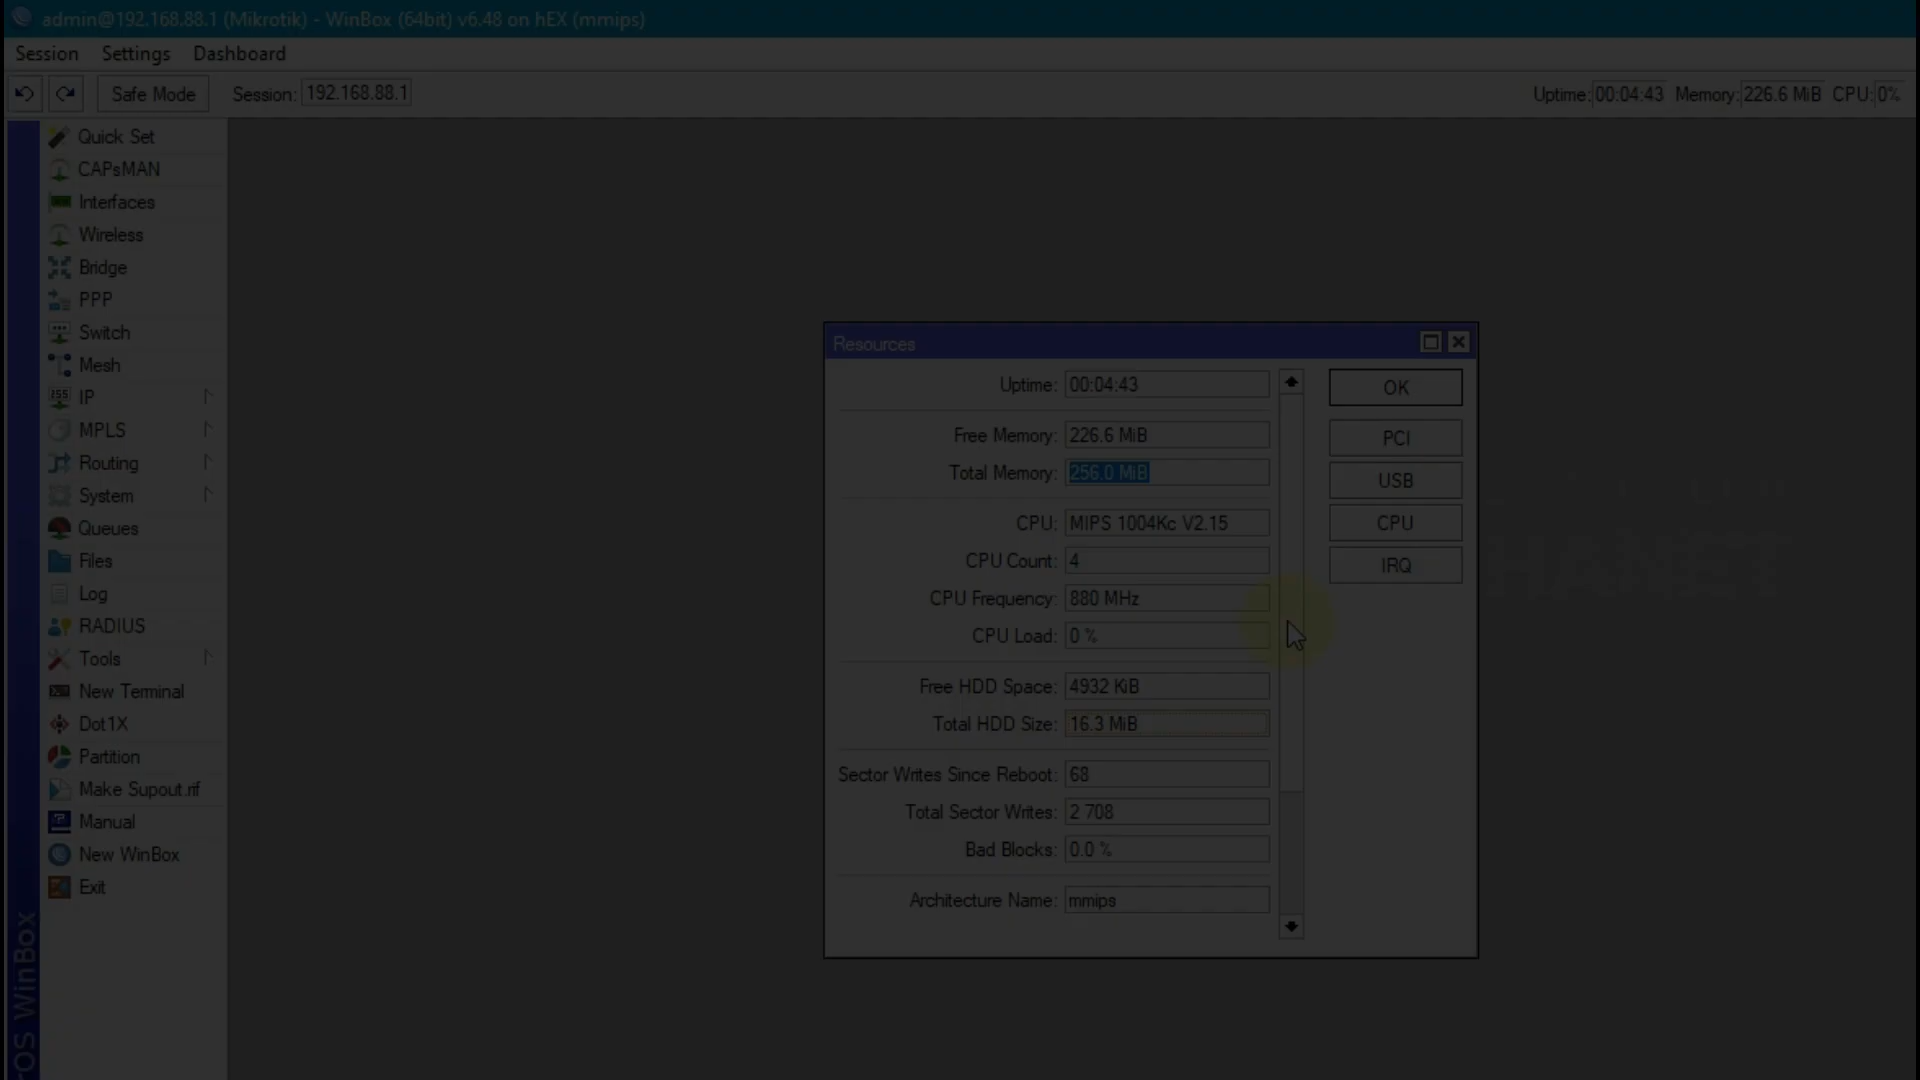 admin@192.168.88.1 (Mikrotik) - WinBox (64bit) v6.48 on hEX (mmips)
Session Settings Dashboard
Safe Mode Session: 192.168.88.1 Uptime: 00:04:43 Memory: 226.6 MiB CPU: 0%
Quick Set
CAPsMAN
Interfaces
Wireless
Bridge
PPP
Switch
Mesh
IP
MPLS
Routing
System
Queues
Files
Log
RADIUS
Tools
New Terminal
Dot1X
Partition
Make Supout.rif
Manual
New WinBox
Exit
OS WinBox
Resources
Uptime: 00:04:43
Free Memory: 226.6 MiB
Total Memory: 256.0 MiB
CPU: MIPS 1004Kc V2.15
CPU Count: 4
CPU Frequency: 880 MHz
CPU Load: 0 %
Free HDD Space: 4932 KiB
Total HDD Size: 16.3 MiB
Sector Writes Since Reboot: 68
Total Sector Writes: 2 708
Bad Blocks: 0.0 %
Architecture Name: mmips
OK
PCI
USB
CPU
IRQ